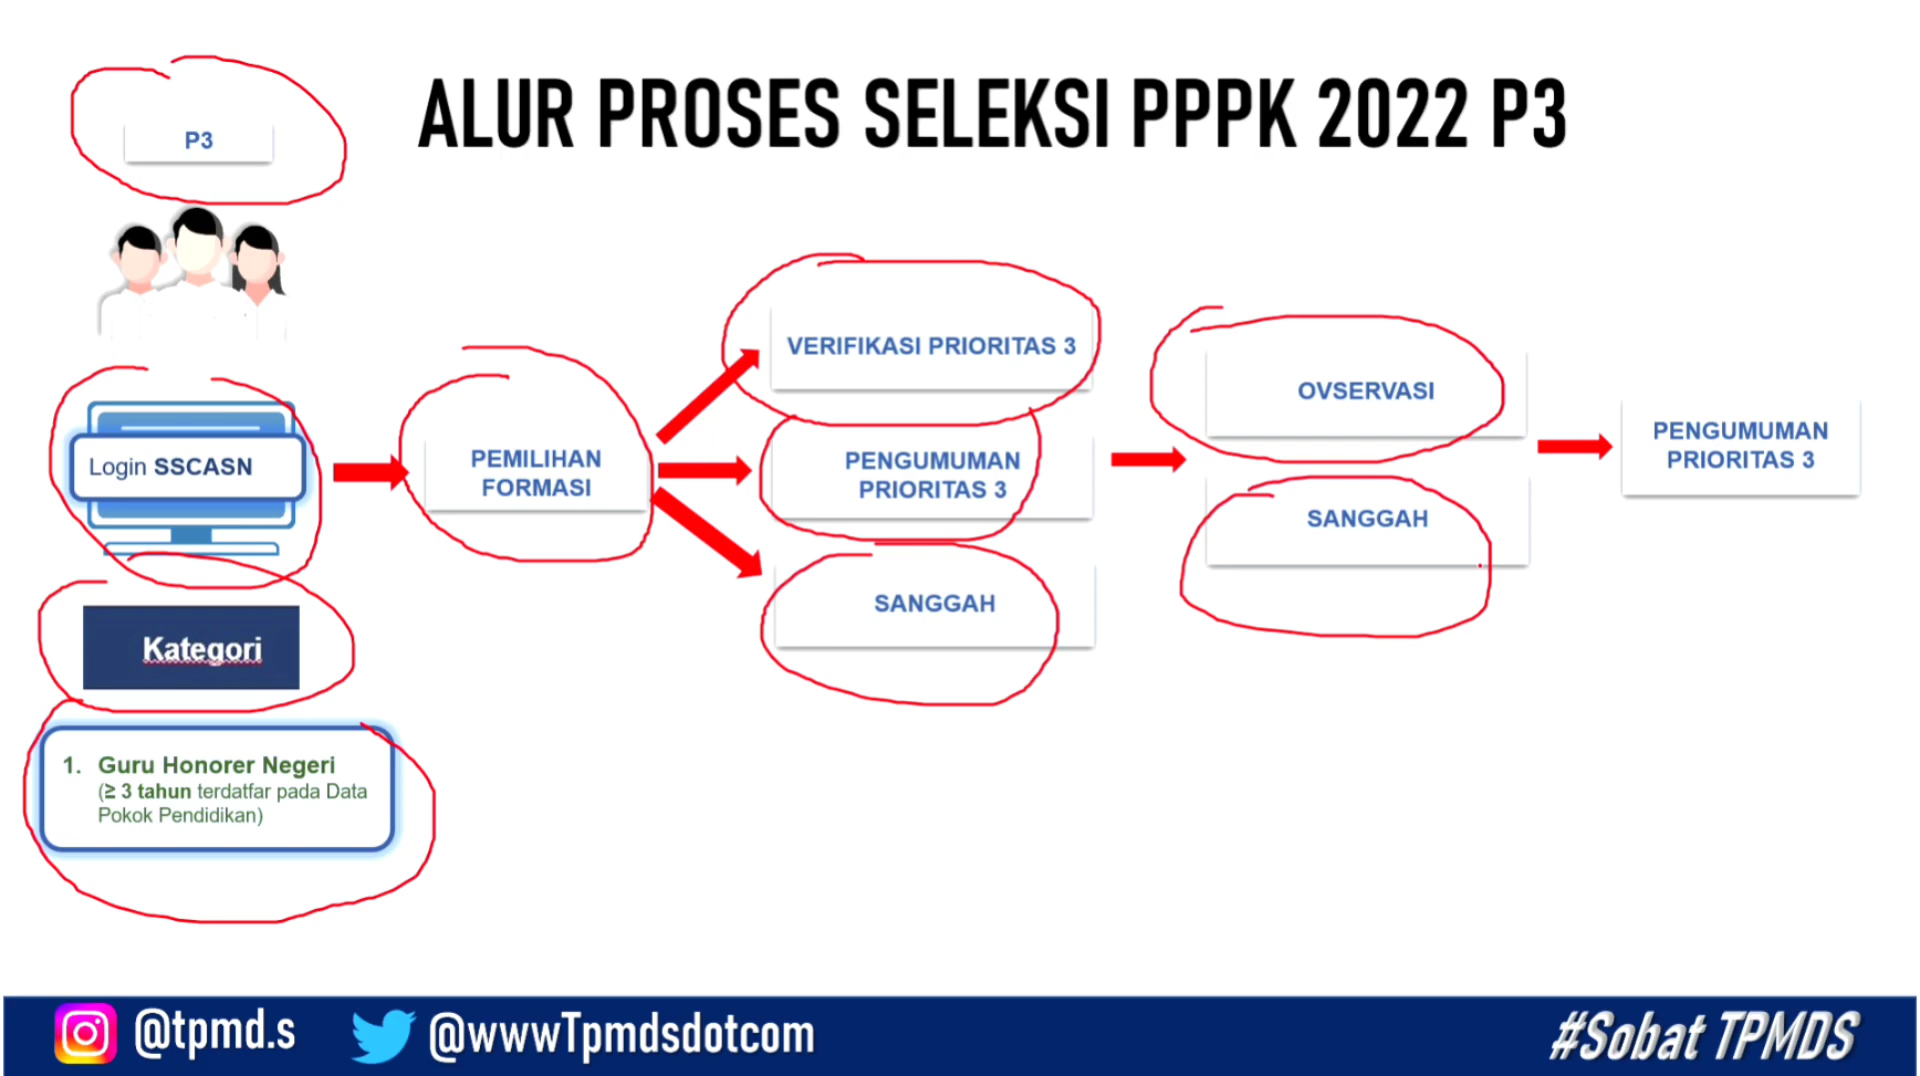 P3
ALUR PROSES SELEKSI PPPK 2022 P3
Login SSCASN
Kategori
1. Guru Honorer Negeri
(≥ 3 tahun terdatfar pada Data
Pokok Pendidikan)
PEMILIHAN
FORMASI
VERIFIKASI PRIORITAS 3
PENGUMUMAN
PRIORITAS 3
SANGGAH
OVSERVASI
SANGGAH
PENGUMUMAN
PRIORITAS 3
@tpmd.s
@wwwTpmdsdotcom
#Sobat TPMDS